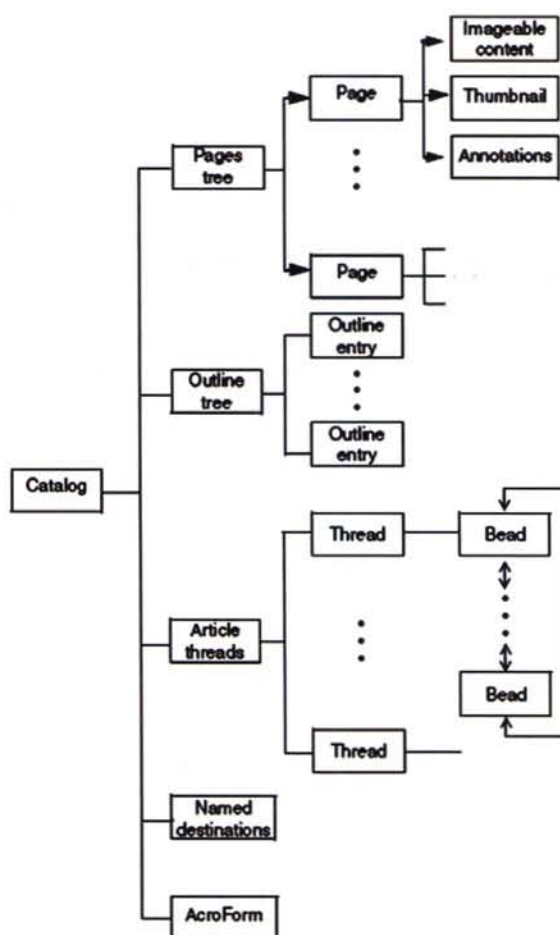 Imageable
content
Page
Thumbnail
Pages
tree
Annotations
Page
Outline
entry
Outline
tree
Outline
entry
Catalog
Thread
Bead
Article
threads
Bead
Thread
Named
destinations
AcroForm